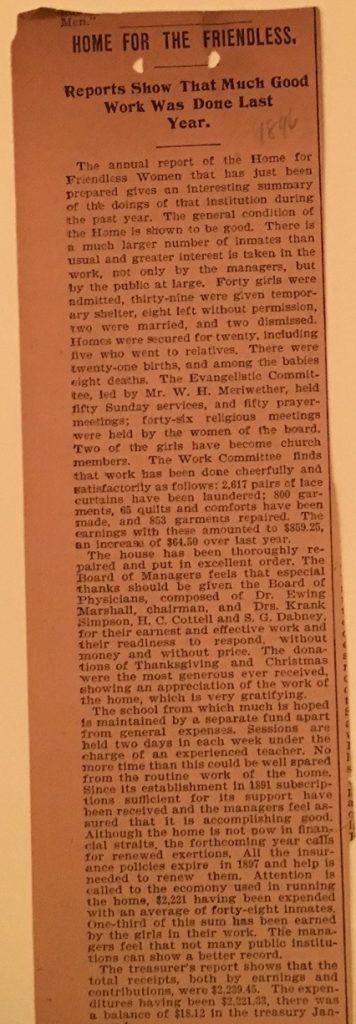 Men."
HOME FOR THE FRIENDLESS.
Reports Show That Much Good
Work Was Done Last
Year.
1896
The annual report of the Home for
Friendless Women that has just been
prepared gives an interesting summary
of the doings of that institution during
the past year. The general condition of
the Home is shown to be good. There is
a much larger number of inmates than
usual and greater interest is taken in the
work, not only by the managers, but
by the public at large. Forty girls were
admitted, thirty-nine were given tempor-
ary shelter, eight left without permission,
two were married, and two dismissed.
Homes were secured for twenty, including
five who went to relatives. There were
twenty-one births, and among the babies
eight deaths. The Evangelistic Commit-
tee, led by Mr. W. H. Meriwether, held
fifty Sunday services, and fifty prayer-
meetings; forty-six religious meetings
were held by the women of the board.
Two of the girls have become church
members. The Work Committee finds
that work has been done cheerfully and
satisfactorily as follows: 2,617 pairs of lace
curtains have been laundered; 800 gar-
ments, 65 quilts and comforts have been
made, and 853 garments repaired. The
earnings with these amounted to $859.25,
an increase of $64.50 over last year.
The house has been thoroughly re-
paired and put in excellent order. The
Board of Managers feels that especial
thanks should be given the Board of
Physicians, composed of Dr. Ewing
Marshall, chairman, and Drs. Krank
Simpson, H. C. Cottell and S. G. Dabney,
for their earnest and effective work and
their readiness to respond, without
money and without price. The dona-
tions of Thanksgiving and Christmas
were the most generous ever received,
showing an appreciation of the work of
the home, which is very gratifying.
The school from which much is hoped
is maintained by a separate fund apart
from general expenses. Sessions are
held two days in each week under the
charge of an experienced teacher. No
more time than this could be well spared
from the routine work of the home.
Since its establishment in 1891 subscrip-
tions sufficient for its support have
been received and the managers feel as-
sured that it is accomplishing good.
Although the home is not now in finan-
cial straits, the forthcoming year calls
for renewed exertions. All the insur-
ance policies expire in 1897 and help is
needed to renew them. Attention is
called to the ecomony used in running
the home, $2,221 having been expended
with an average of forty-eight inmates.
One-third of this sum has been earned
by the girls in their work. The mana-
gers feel that not many public institu-
tions can show a better record.
The treasurer's report shows that the
total receipts, both by earnings and
contributions, were $2,239.45. The expen-
ditures having been $2,221.33, there was
a balance of $18.12 in the treasury Jan-